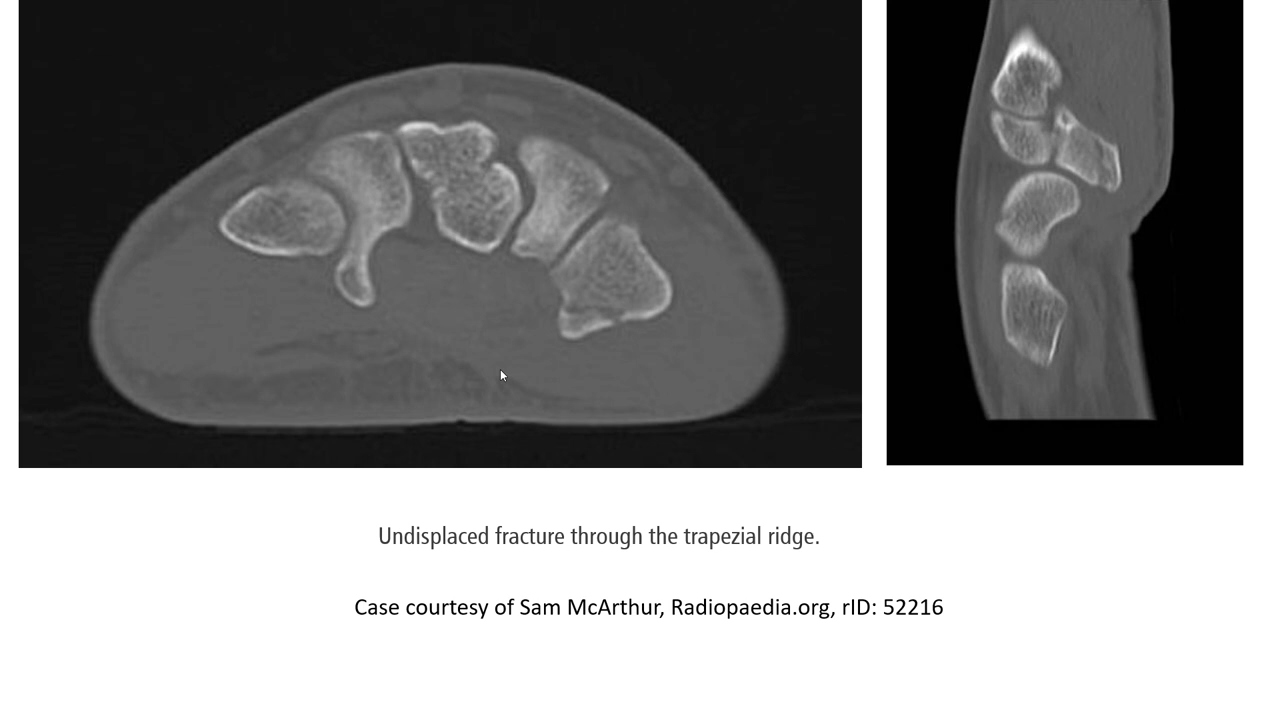 Undisplaced fracture through the trapezial ridge.
Case courtesy of Sam McArthur, Radiopaedia.org, rID: 52216